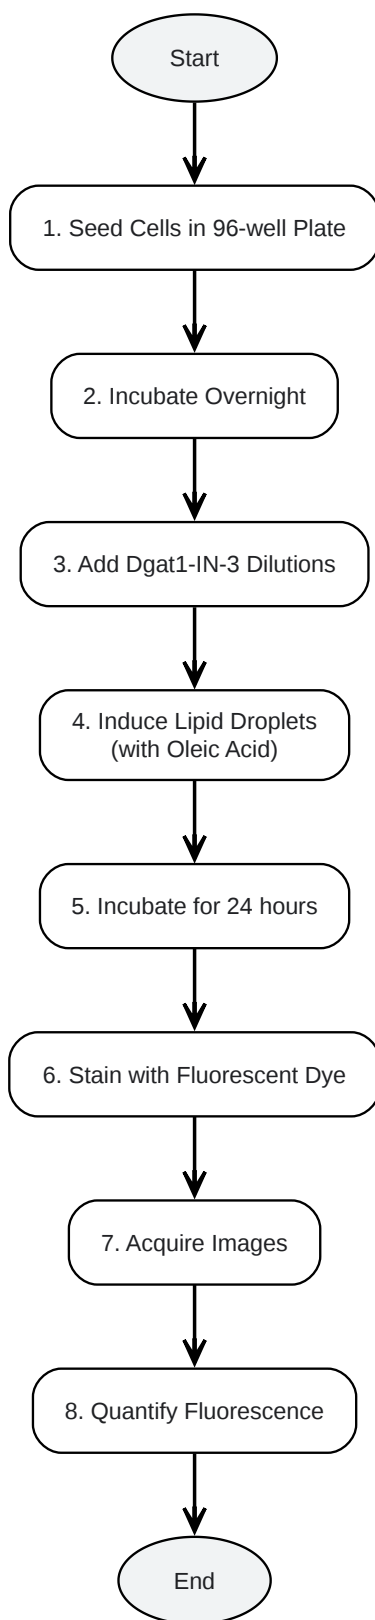 Start
1. Seed Cells in 96-well Plate
2. Incubate Overnight
3. Add Dgat1-IN-3 Dilutions
4. Induce Lipid Droplets
(with Oleic Acid)
5. Incubate for 24 hours
6. Stain with Fluorescent Dye
7. Acquire Images
8. Quantify Fluorescence
End